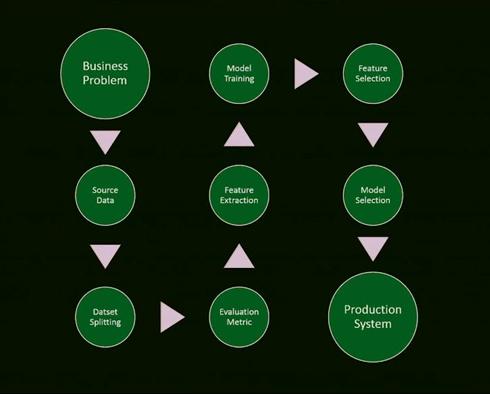 Business
Problem
Source
Data
Datset
Splitting
Evaluation
Metric
Feature
Extraction
Model
Training
Feature
Selection
Model
Selection
Production
System